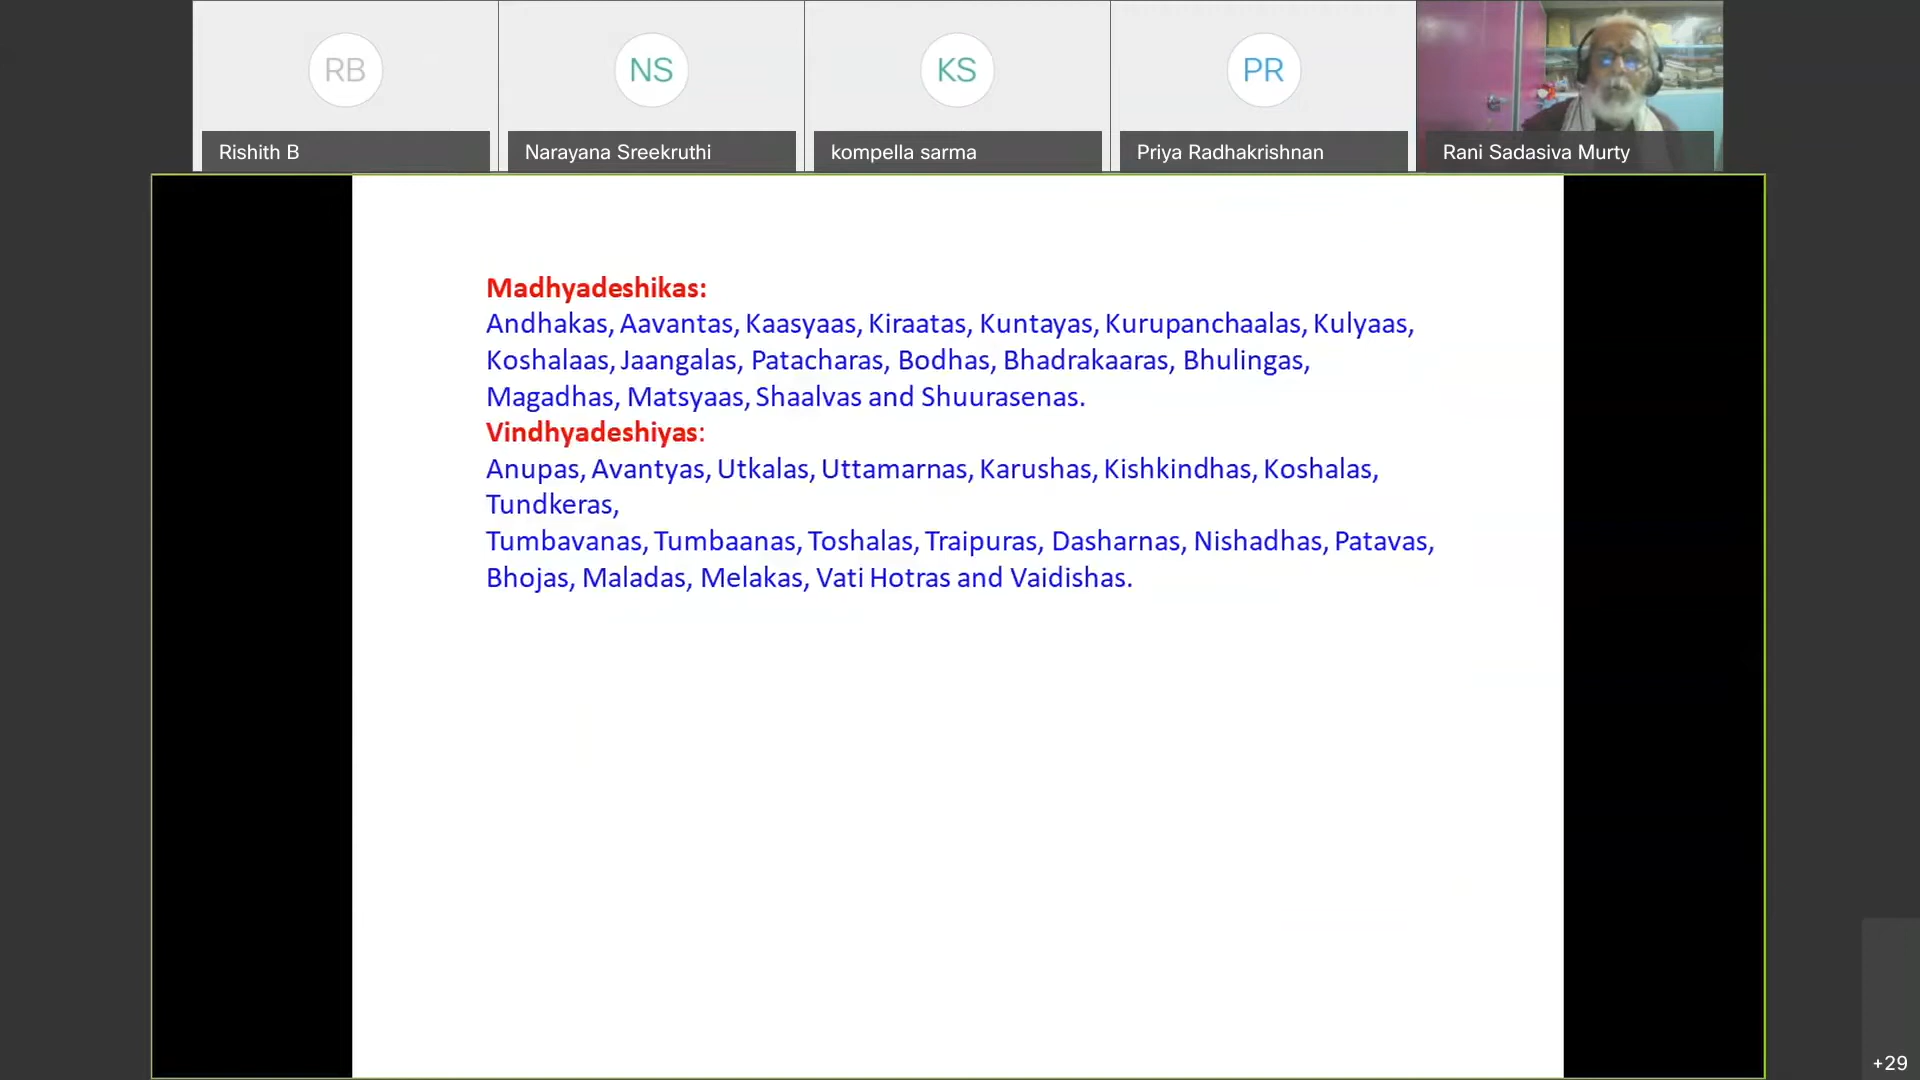 RB
NS
KS
PR
Rishith B
Narayana Sreekruthi
kompella sarma
Priya Radhakrishnan
Rani Sadasiva Murty
Madhyadeshikas:
Andhakas, Aavantas, Kaasyaas, Kiraatas, Kuntayas, Kurupanchaalas, Kulyaas,
Koshalaas, Jaangalas, Patacharas, Bodhas, Bhadrakaaras, Bhulingas,
Magadhas, Matsyaas, Shaalvas and Shuurasenas.
Vindhyadeshiyas:
Anupas, Avantyas, Utkalas, Uttamarnas, Karushas, Kishkindhas, Koshalas,
Tundkeras,
Tumbavanas, Tumbaanas, Toshalas, Traipuras, Dasharnas, Nishadhas, Patavas,
Bhojas, Maladas, Melakas, Vati Hotras and Vaidishas.
+29